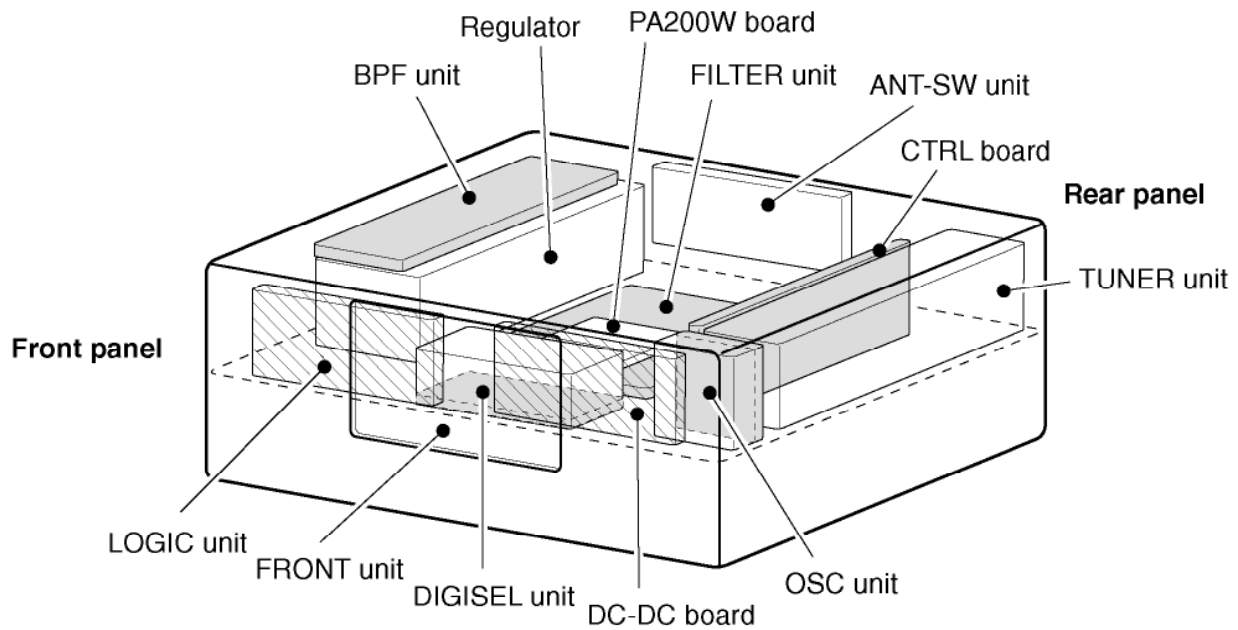 Regulator
PA200W board
BPF unit
FILTER unit
ANT-SW unit
CTRL board
Rear panel
TUNER unit
Front panel
LOGIC unit
FRONT unit
DIGISEL unit
DC-DC board
OSC unit